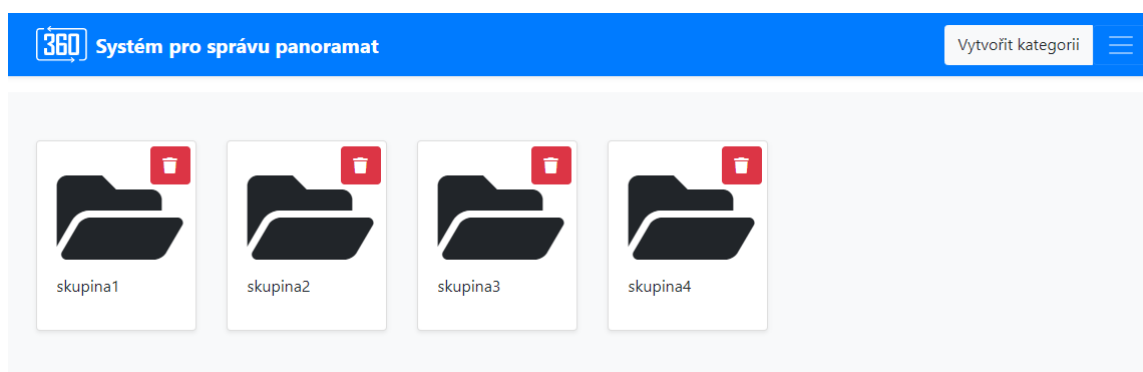 360 Systém pro správu panoramat
Vytvořit kategorii
skupina1
skupina2
skupina3
skupina4